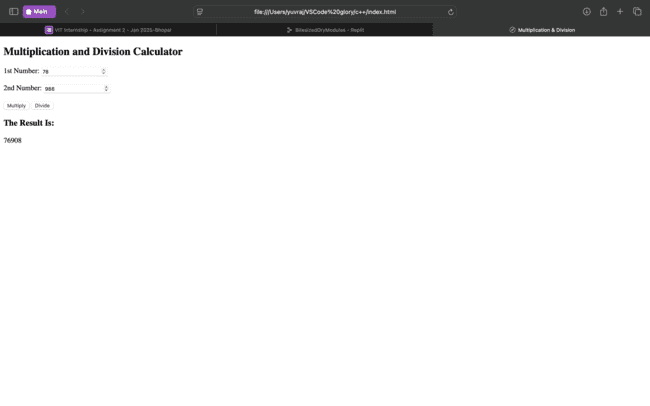 Main
file:///Users/yuvraj/VSCode%20glory/c++/index.html
VIT Internship - Assignment 2 - Jan 2025-Bhopal
BitesizedDryModules - Replit
Multiplication & Division
Multiplication and Division Calculator
1st Number: 78
2nd Number: 986
Multiply Divide
The Result Is:
76908